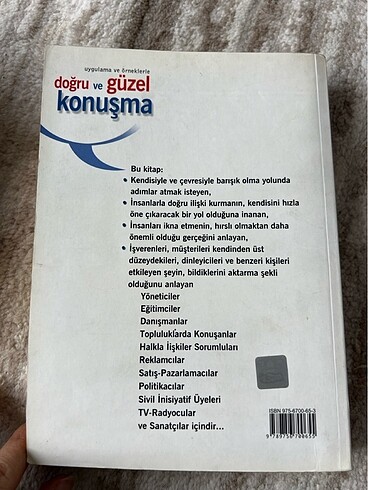 uygulama ve örneklerle
doğru ve güzel
konuşma
Bu kitap:
• Kendisiyle ve çevresiyle barışık olma yolunda
adımlar atmak isteyen,
• İnsanlarla doğru ilişki kurmanın, kendisini hızla
öne çıkaracak bir yol olduğuna inanan,
• İnsanları ikna etmenin, hırslı olmaktan daha
önemli olduğu gerçeğini anlayan,
• İşverenleri, müşterileri kendinden üst
düzeydekileri, dinleyicileri ve benzeri kişileri
etkileyen şeyin, bildiklerini aktarma şekli
olduğunu anlayan
Yöneticiler
Eğitimciler
Danışmanlar
Topluluklarda Konuşanlar
Halkla İlişkiler Sorumluları
Reklamcılar
Satış-Pazarlamacılar
Politikacılar
Sivil İnisiyatif Üyeleri
TV-Radyocular
ve Sanatçılar içindir...
ISBN 975-6700-65-3
9 789756 700655